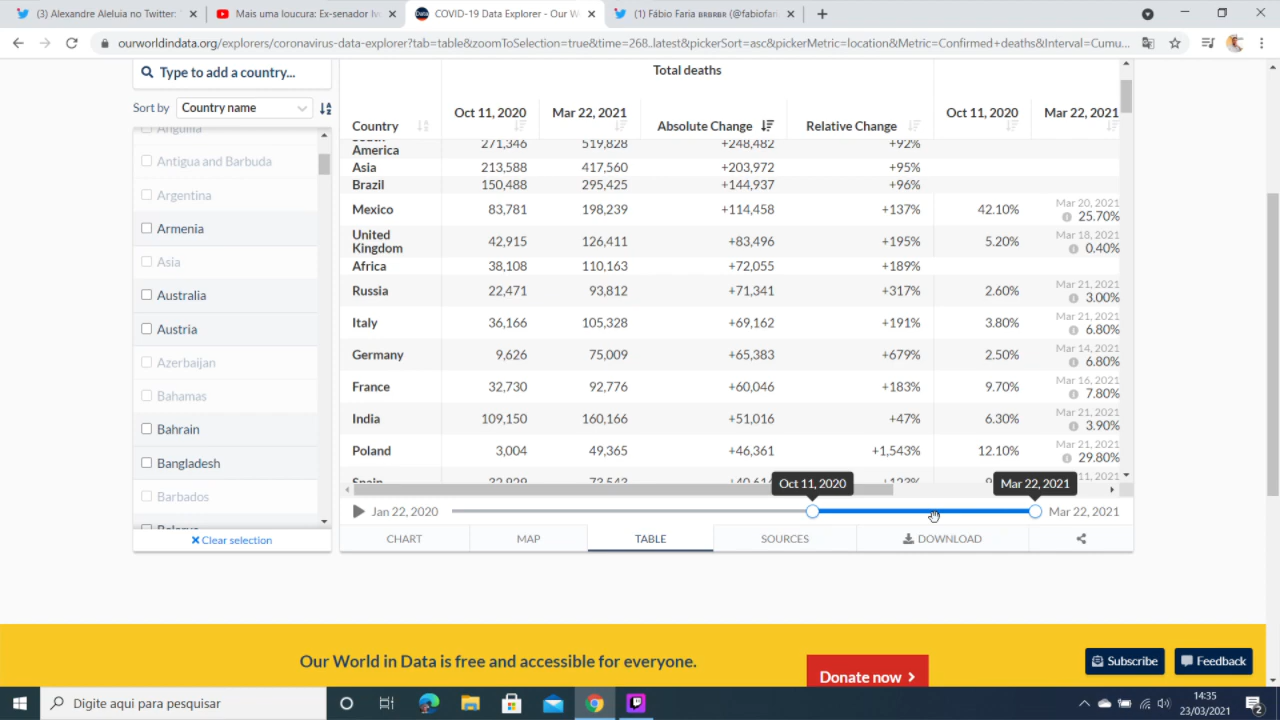 (3) Alexandre Aleluia no Twitter:
Mais uma loucura: Ex-senador Iv
COVID-19 Data Explorer - Our W
(1) Fábio Faria (@fabiofari
ourworldindata.org/explorers/coronavirus-data-explorer?tab=table&zoomToSelection=true&time=268..latest&pickerSort=asc&pickerMetric=location&Metric=Confirmed+deaths&Interval=Cumu...
Type to add a country...
Sort by Country name
Anguilla
Antigua and Barbuda
Argentina
Armenia
Asia
Australia
Austria
Azerbaijan
Bahamas
Bahrain
Bangladesh
Barbados
Belarus
Clear selection
Total deaths
Country Oct 11, 2020 Mar 22, 2021 Absolute Change Relative Change Oct 11, 2020 Mar 22, 2021
South America 271,346 519,828 +248,482 +92%
Asia 213,588 417,560 +203,972 +95%
Brazil 150,488 295,425 +144,937 +96%
Mexico 83,781 198,239 +114,458 +137% 42.10% Mar 20, 2021 25.70%
United Kingdom 42,915 126,411 +83,496 +195% 5.20% Mar 18, 2021 0.40%
Africa 38,108 110,163 +72,055 +189%
Russia 22,471 93,812 +71,341 +317% 2.60% Mar 21, 2021 3.00%
Italy 36,166 105,328 +69,162 +191% 3.80% Mar 21, 2021 6.80%
Germany 9,626 75,009 +65,383 +679% 2.50% Mar 14, 2021 6.80%
France 32,730 92,776 +60,046 +183% 9.70% Mar 16, 2021 7.80%
India 109,150 160,166 +51,016 +47% 6.30% Mar 21, 2021 3.90%
Poland 3,004 49,365 +46,361 +1,543% 12.10% Mar 21, 2021 29.80%
Spain 32,929 73,543 +123%
Oct 11, 2020 Mar 22, 2021
Jan 22, 2020 Mar 22, 2021
CHART MAP TABLE SOURCES DOWNLOAD
Our World in Data is free and accessible for everyone.
Donate now
Subscribe
Feedback
Digite aqui para pesquisar
14:35
23/03/2021
2